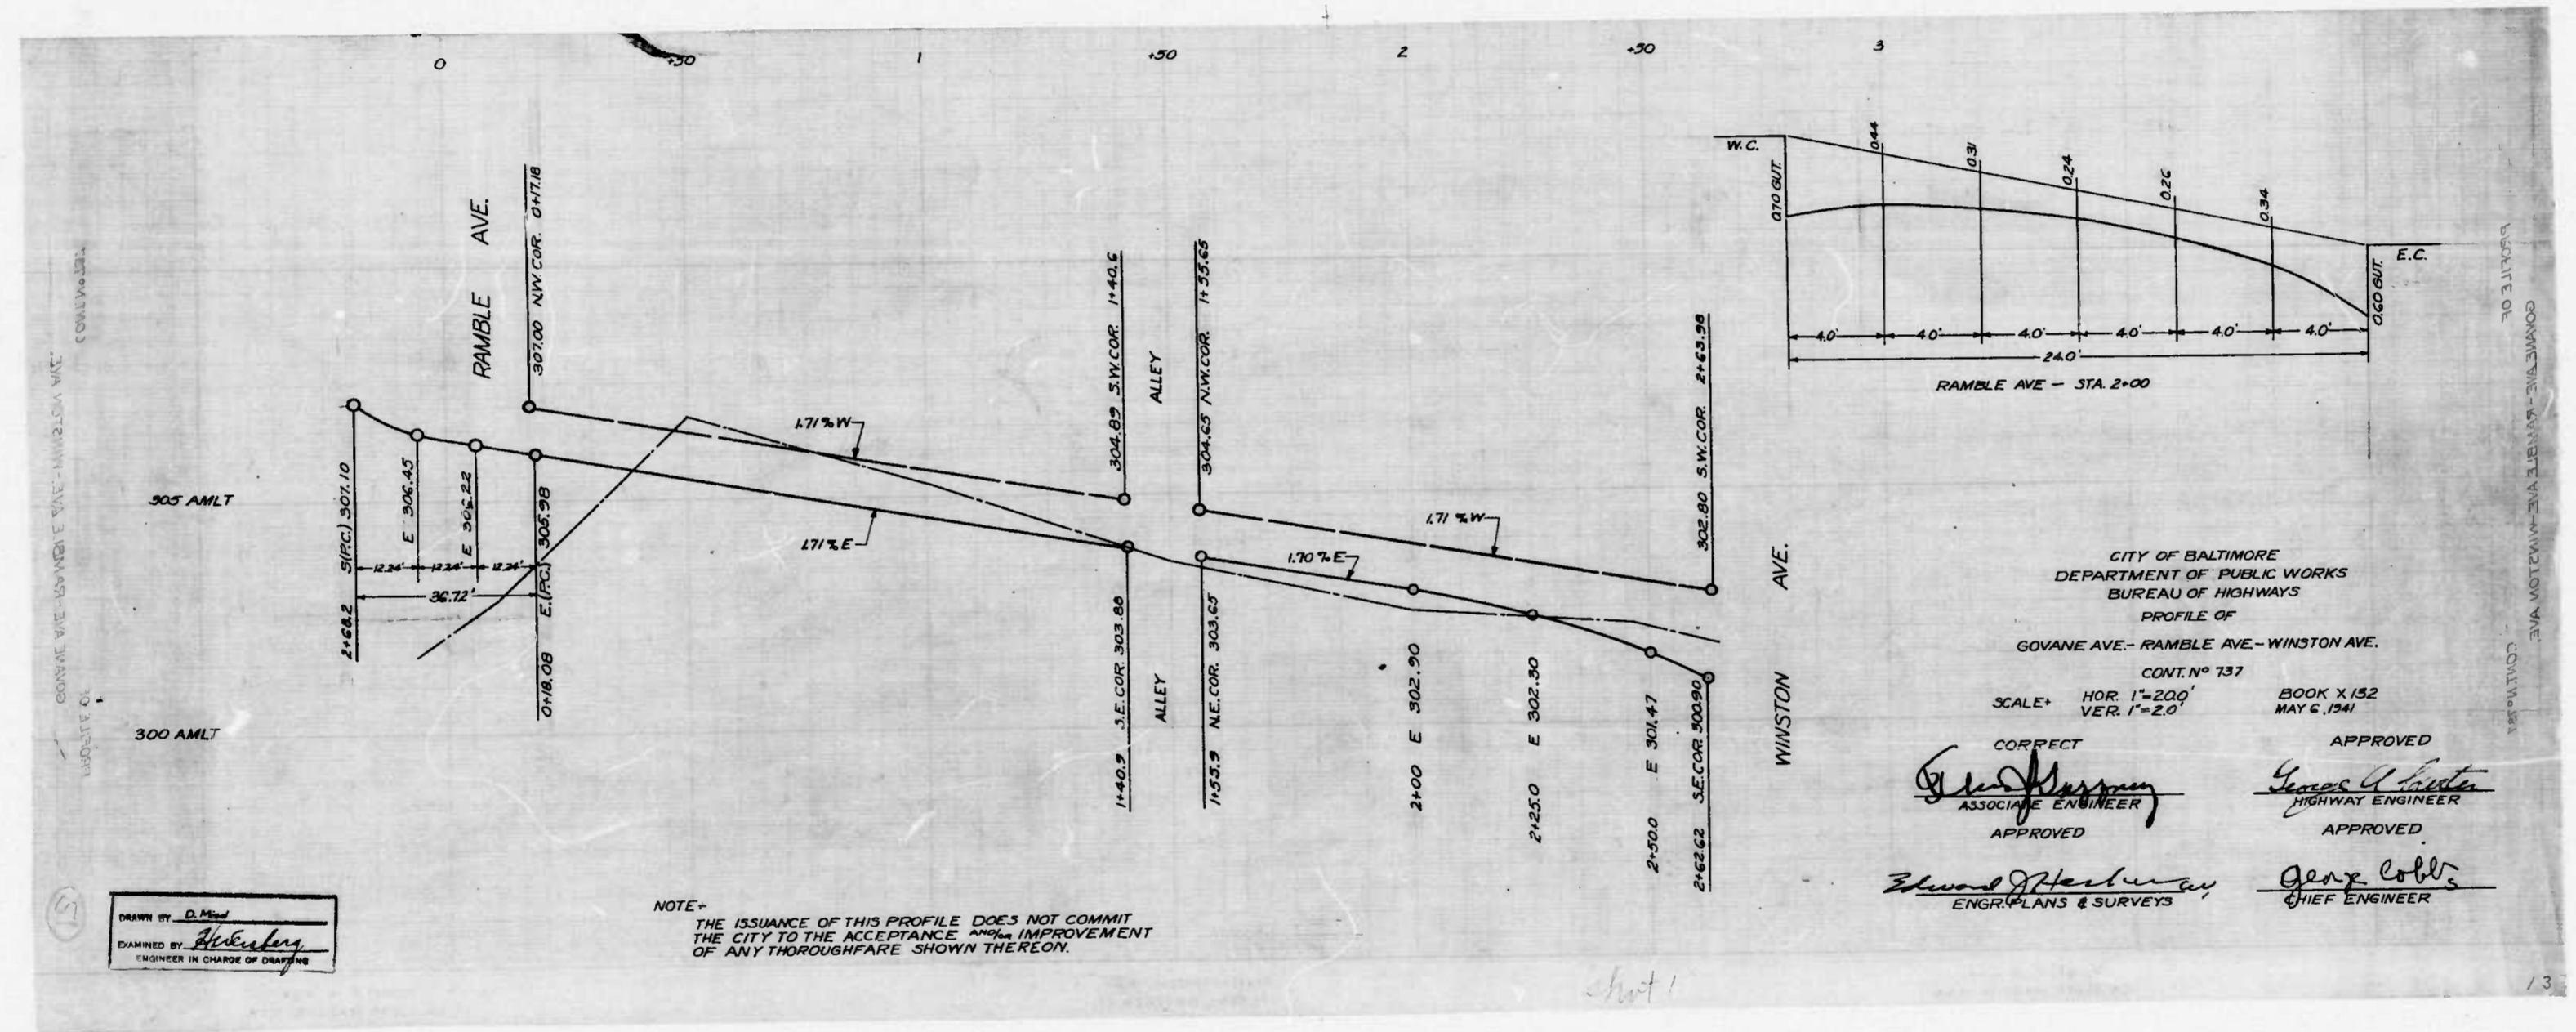 0
+50
1
+50
2
+50
3
RAMBLE AVE.
307.00 N.W.COR. 0+17.18
304.89 S.W.COR. 1+40.6
ALLEY
304.65 N.W.COR. 1+55.65
302.80 S.W.COR. 2+63.98
1.71%W
1.71%E
1.71%W
1.70%E
305 AMLT
300 AMLT
2+68.2 S(P.C.) 307.10
E 306.45
E 306.22
0+18.08 E.(P.C.) 305.98
12.24' 12.24' 12.24'
36.72'
1+40.9 S.E.COR. 303.88
ALLEY
1+55.9 N.E.COR. 303.65
2+00 E 302.90
2+25.0 E 302.30
2+50.0 E 301.47
2+62.62 S.E.COR. 300.90
WINSTON AVE.
W.C.
0.70 GUT.
0.44
0.31
0.24
0.26
0.34
E.C.
0.60 GUT.
4.0' 4.0' 4.0' 4.0' 4.0' 4.0'
24.0'
RAMBLE AVE — STA. 2+00
CITY OF BALTIMORE
DEPARTMENT OF PUBLIC WORKS
BUREAU OF HIGHWAYS
PROFILE OF
GOVANE AVE.- RAMBLE AVE.- WINSTON AVE.
CONT. Nº 737
SCALE+ HOR. 1"=20.0'
VER. 1"=2.0'
BOOK X152
MAY 6, 1941
CORRECT
ASSOCIATE ENGINEER
APPROVED
George A Carter
HIGHWAY ENGINEER
APPROVED
Edward J
ENGR. PLANS & SURVEYS
APPROVED
George Cobb
CHIEF ENGINEER
NOTE-
THE ISSUANCE OF THIS PROFILE DOES NOT COMMIT
THE CITY TO THE ACCEPTANCE AND/OR IMPROVEMENT
OF ANY THOROUGHFARE SHOWN THEREON.
DRAWN BY D.
EXAMINED BY
ENGINEER IN CHARGE OF DRAFTING
13